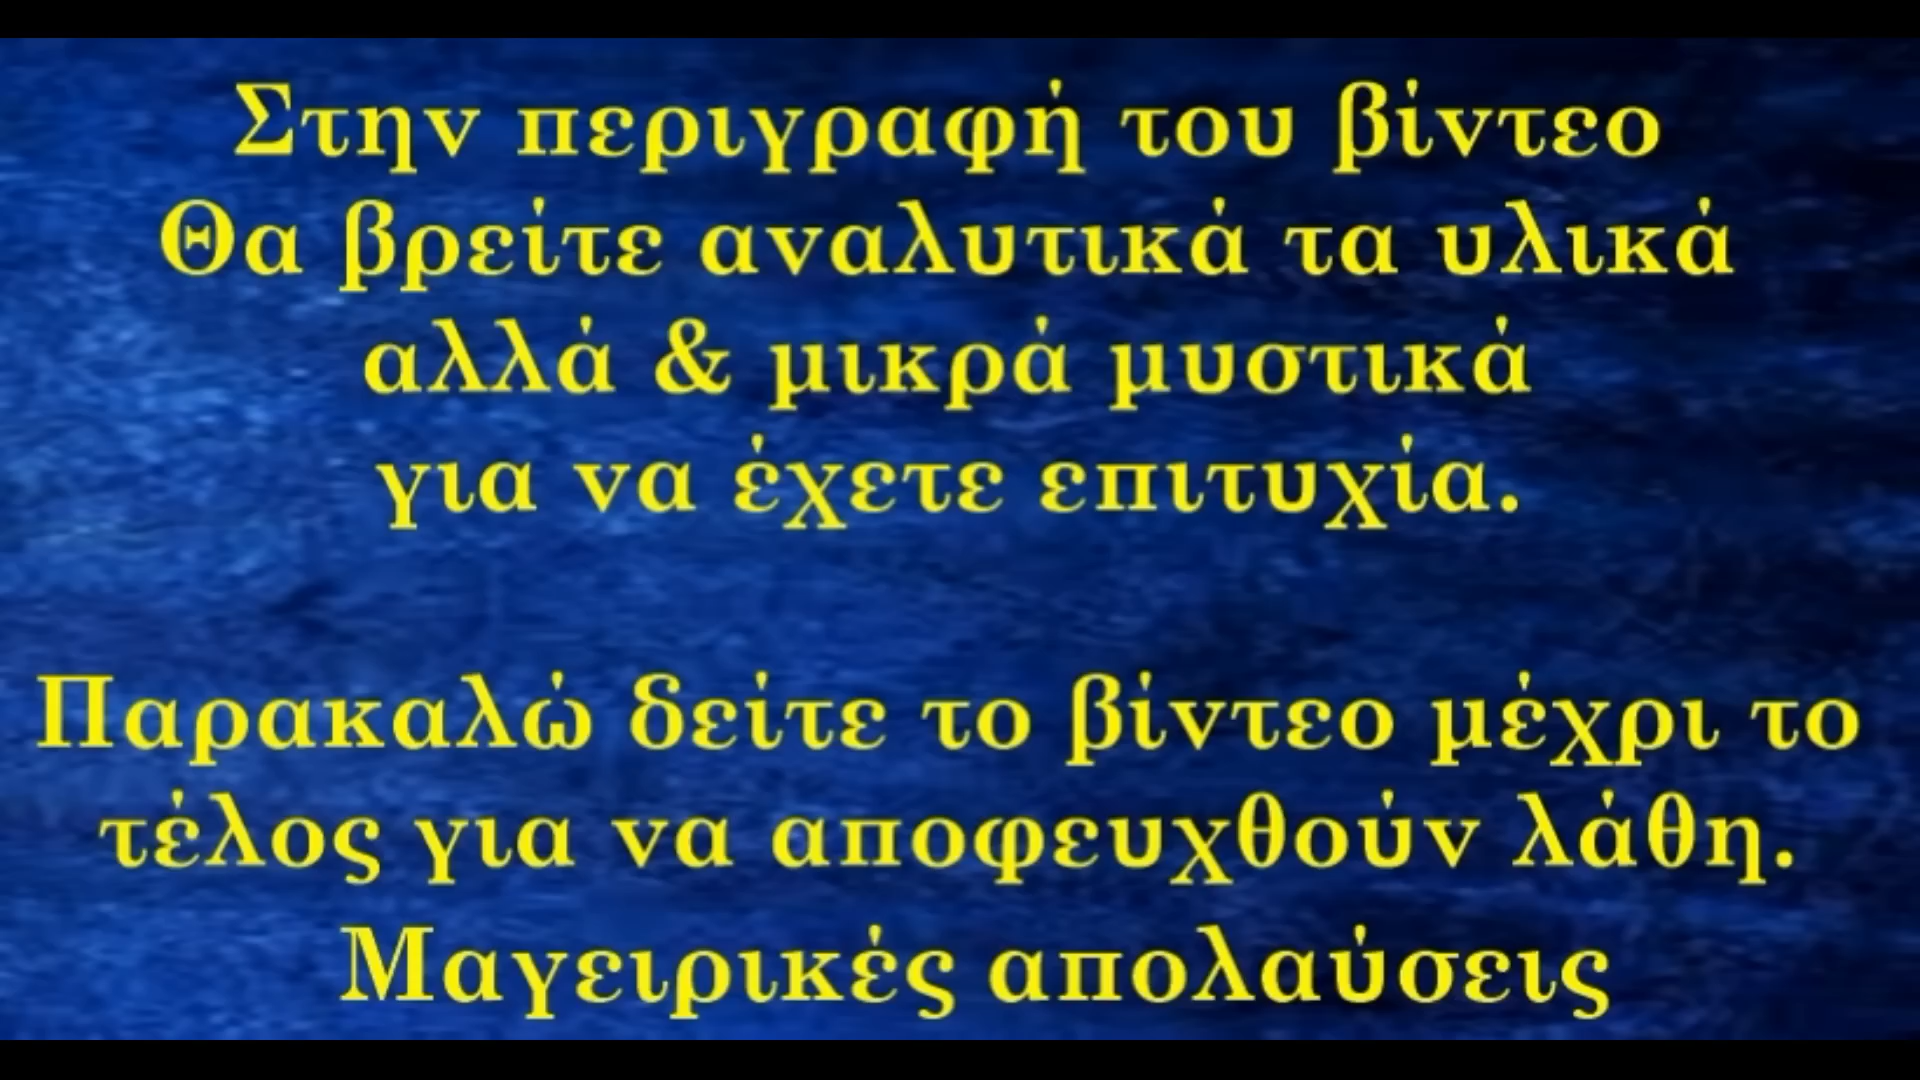 Στην περιγραφή του βίντεο
Θα βρείτε αναλυτικά τα υλικά
αλλά & μικρά μυστικά
για να έχετε επιτυχία.
Παρακαλώ δείτε το βίντεο μέχρι το
τέλος για να αποφευχθούν λάθη.
Μαγειρικές απολαύσεις